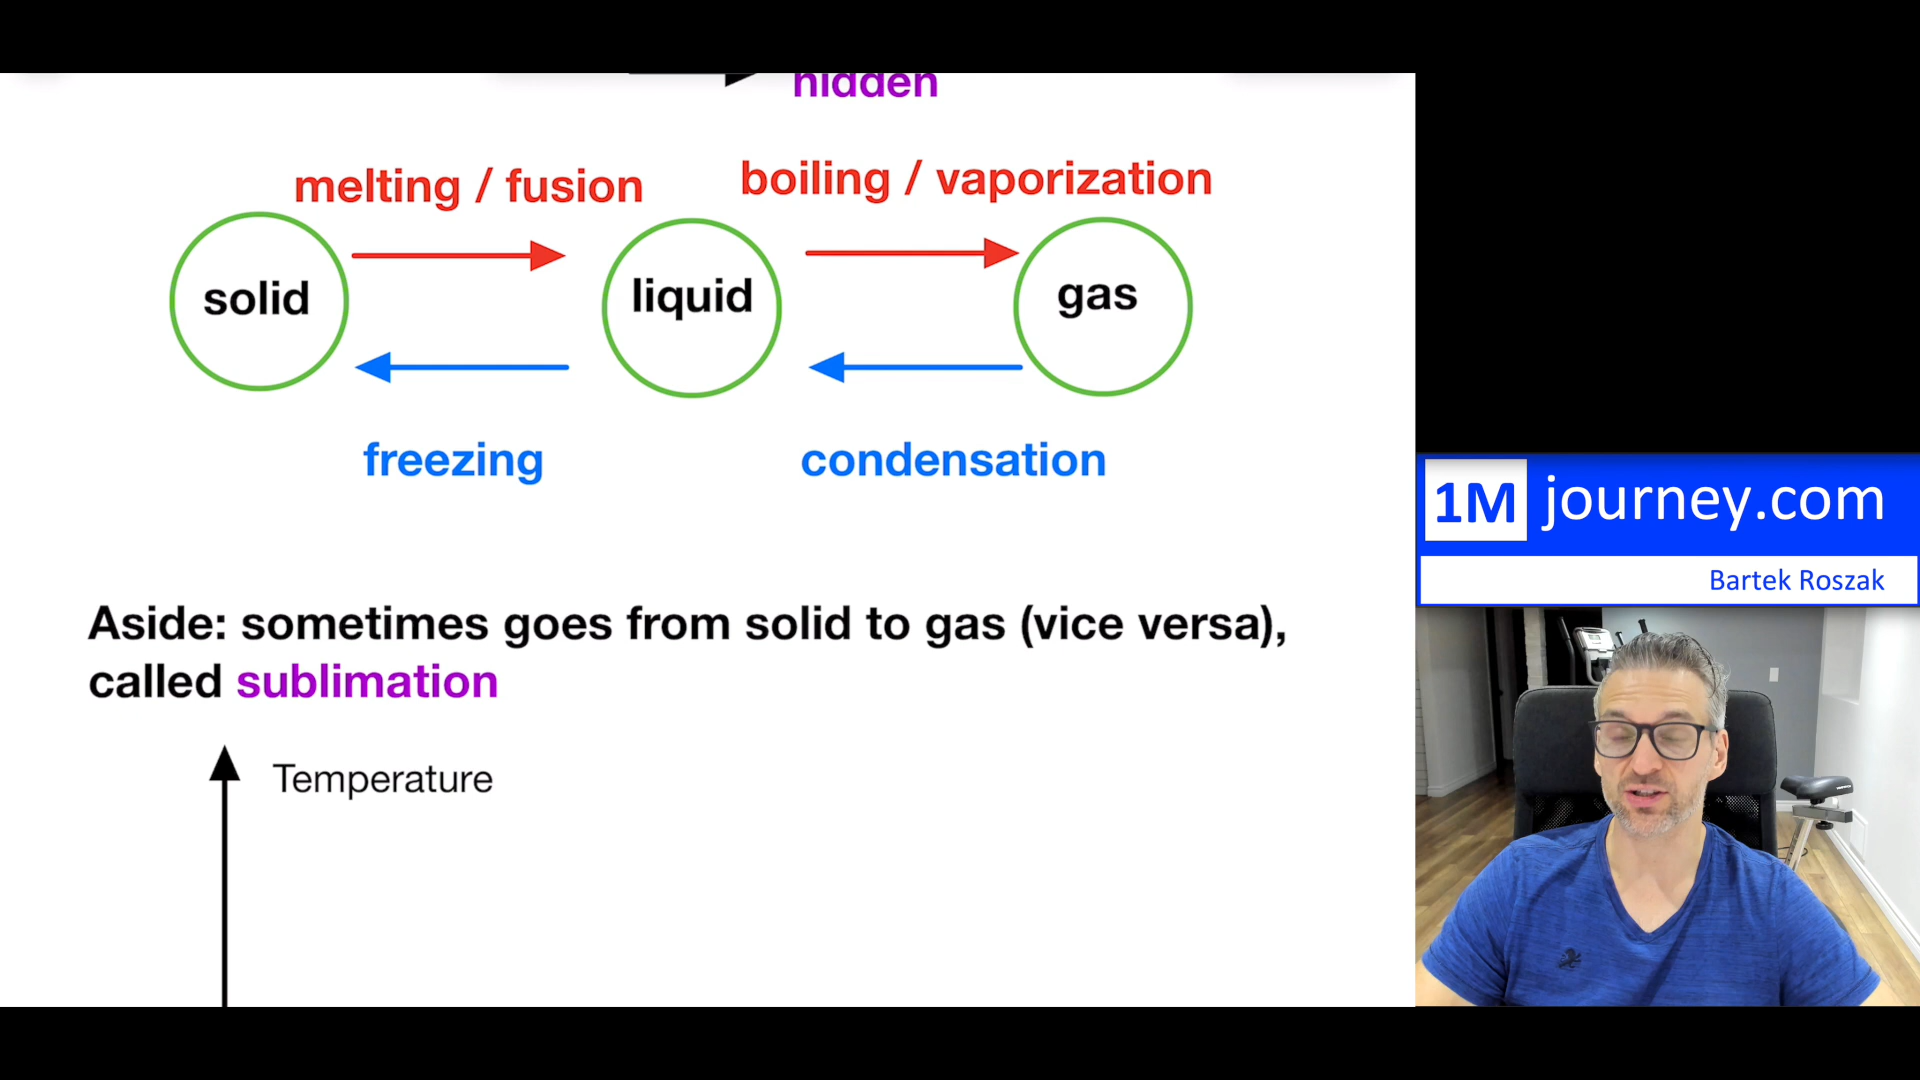 hidden
melting / fusion
boiling / vaporization
solid
liquid
gas
freezing
condensation
Aside: sometimes goes from solid to gas (vice versa),
called sublimation
Temperature
1M journey.com
Bartek Roszak